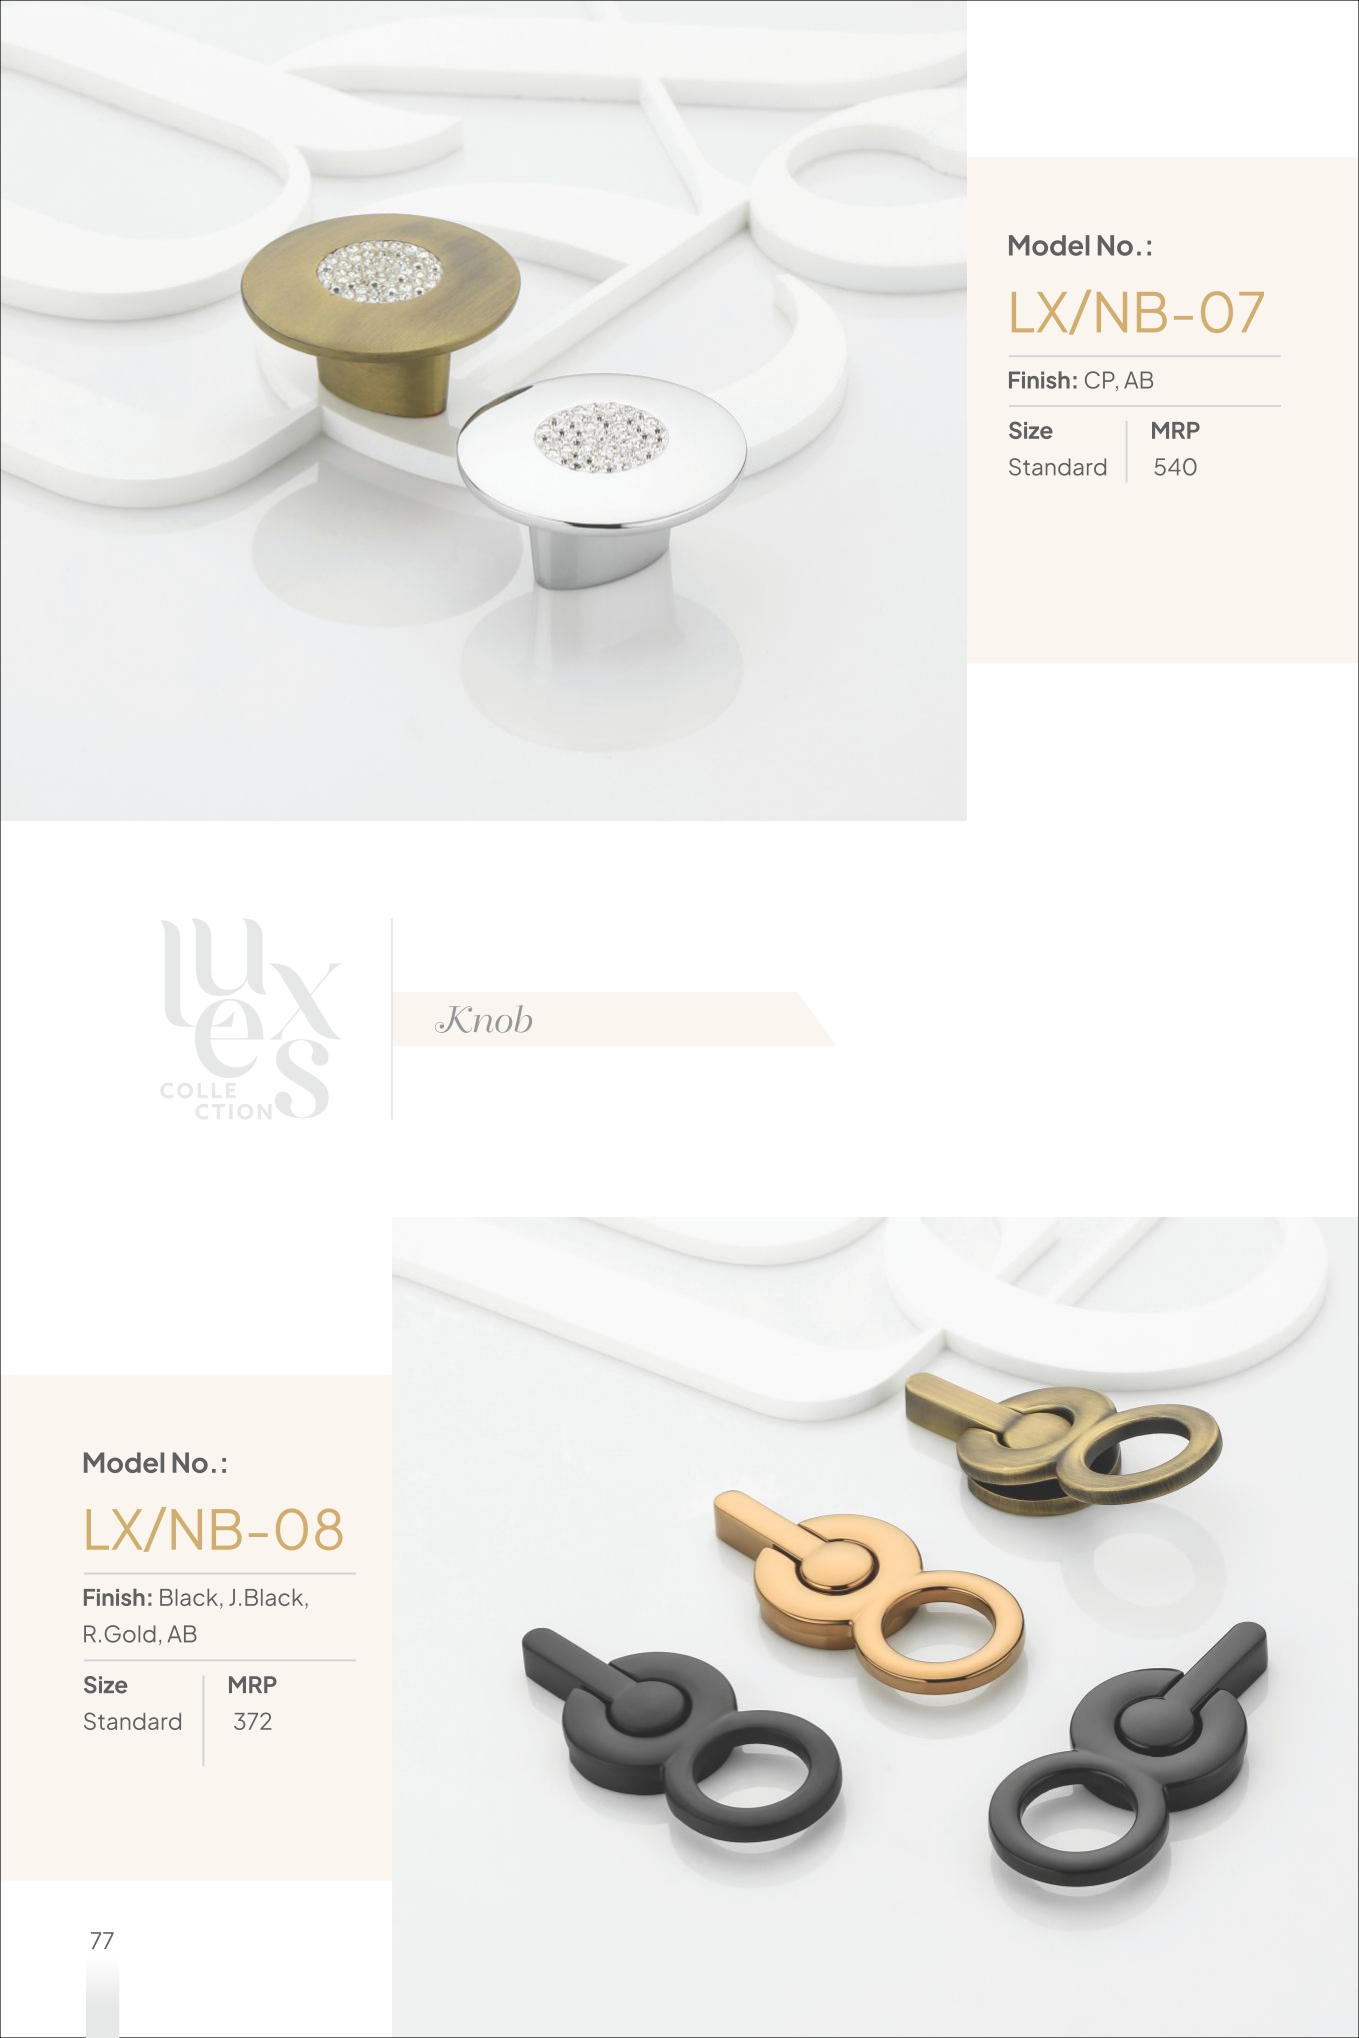 Model No.:
LX/NB-07
Finish: CP, AB
Size MRP
Standard 540
luxes
COLLE
CTION
Knob
Model No.:
LX/NB-08
Finish: Black, J.Black,
R.Gold, AB
Size MRP
Standard 372
77